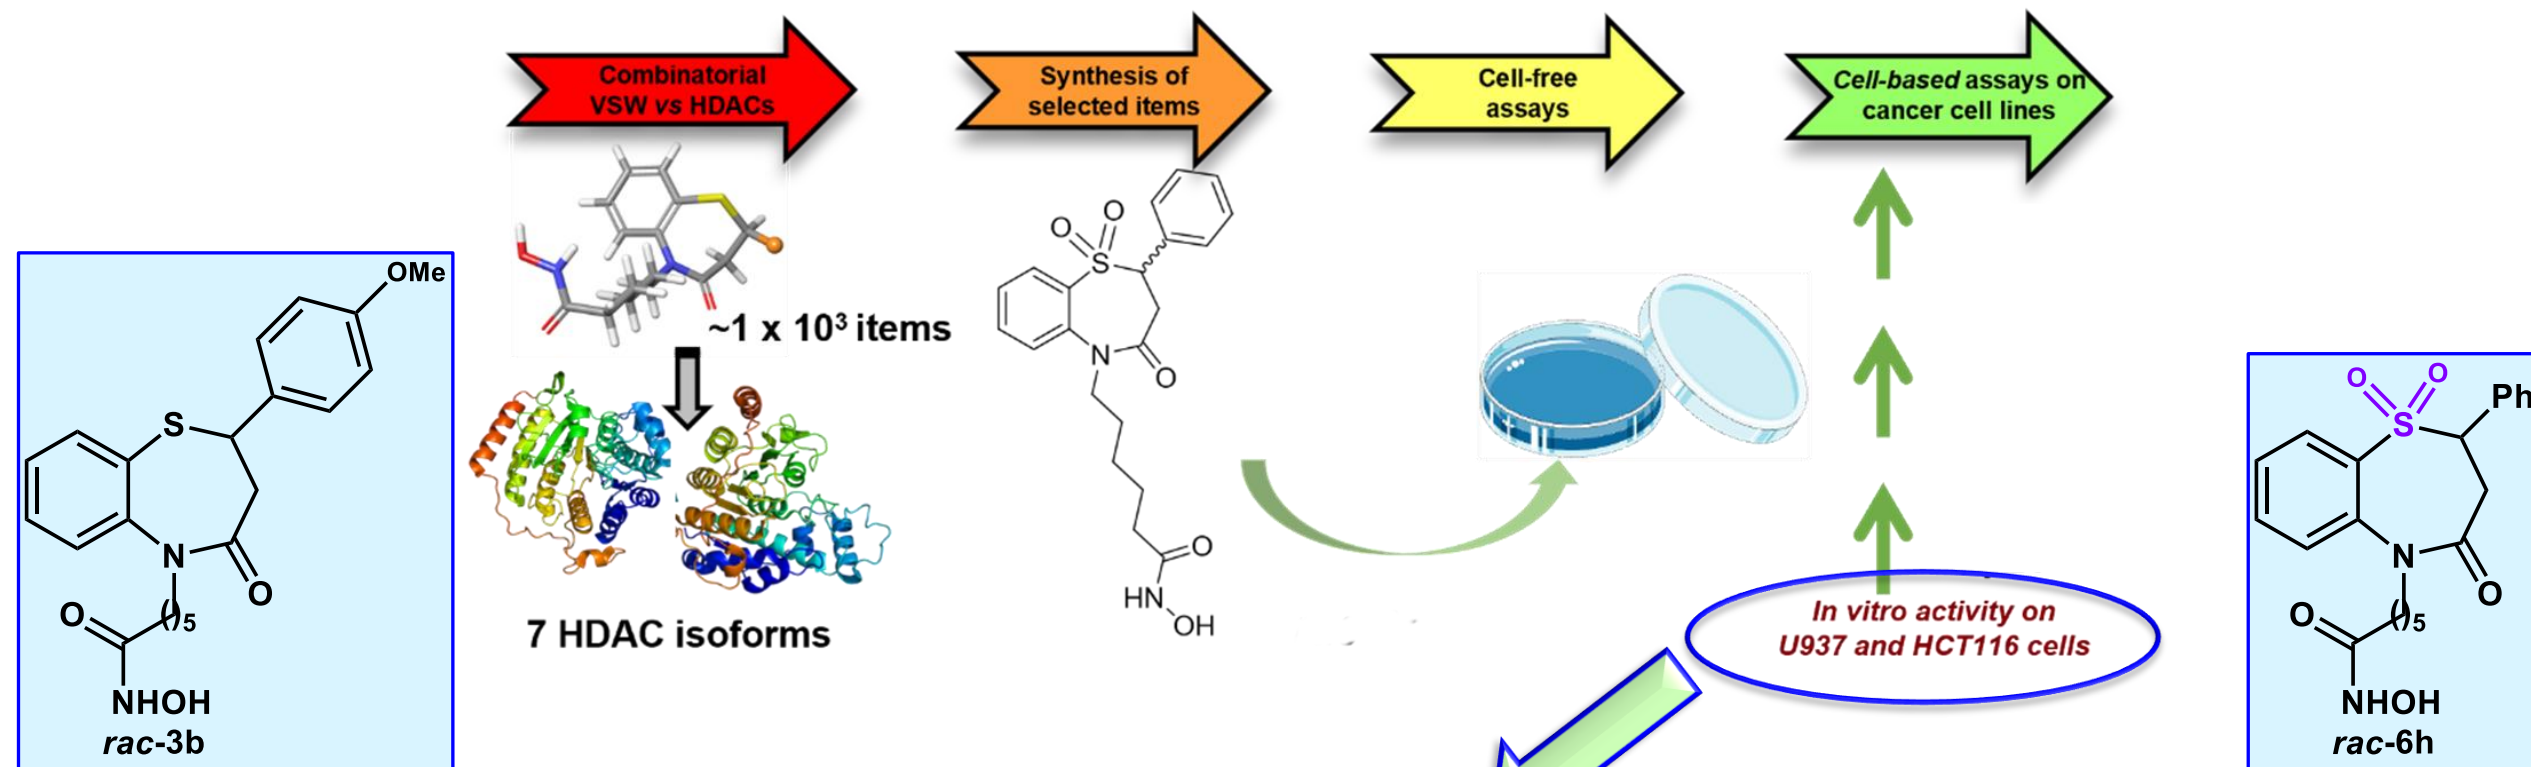 Combinatorial
VSW vs HDACs
Synthesis of
selected items
Cell-free
assays
Cell-based assays on
cancer cell lines
~1 x 10³ items
7 HDAC isoforms
OMe
S
N
O
O
()5
NHOH
rac-3b
O
O
S
N
O
O
HN
OH
In vitro activity on
U937 and HCT116 cells
O
O
S
Ph
N
O
O
()5
NHOH
rac-6h